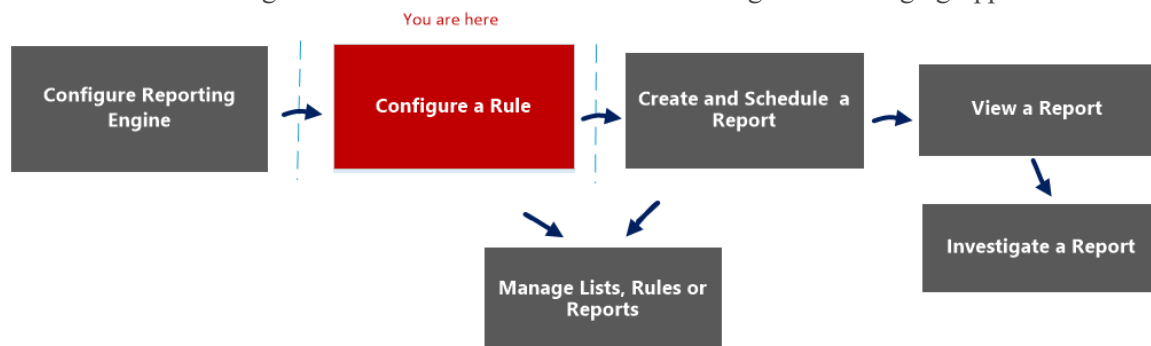 You are here
Configure Reporting
Engine
Configure a Rule
Create and Schedule a
Report
View a Report
Investigate a Report
Manage Lists, Rules or
Reports